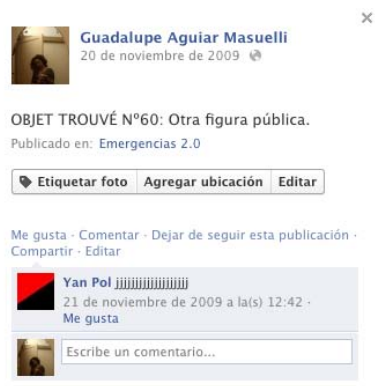 Guadalupe Aguiar Masuelli
20 de noviembre de 2009
OBJET TROUVÉ Nº60: Otra figura pública.
Publicado en: Emergencias 2.0
Etiquetar foto Agregar ubicación Editar
Me gusta · Comentar · Dejar de seguir esta publicación ·
Compartir · Editar
Yan Pol jjjjjjjjjjjjjjjjjjj
21 de noviembre de 2009 a la(s) 12:42 ·
Me gusta
Escribe un comentario...